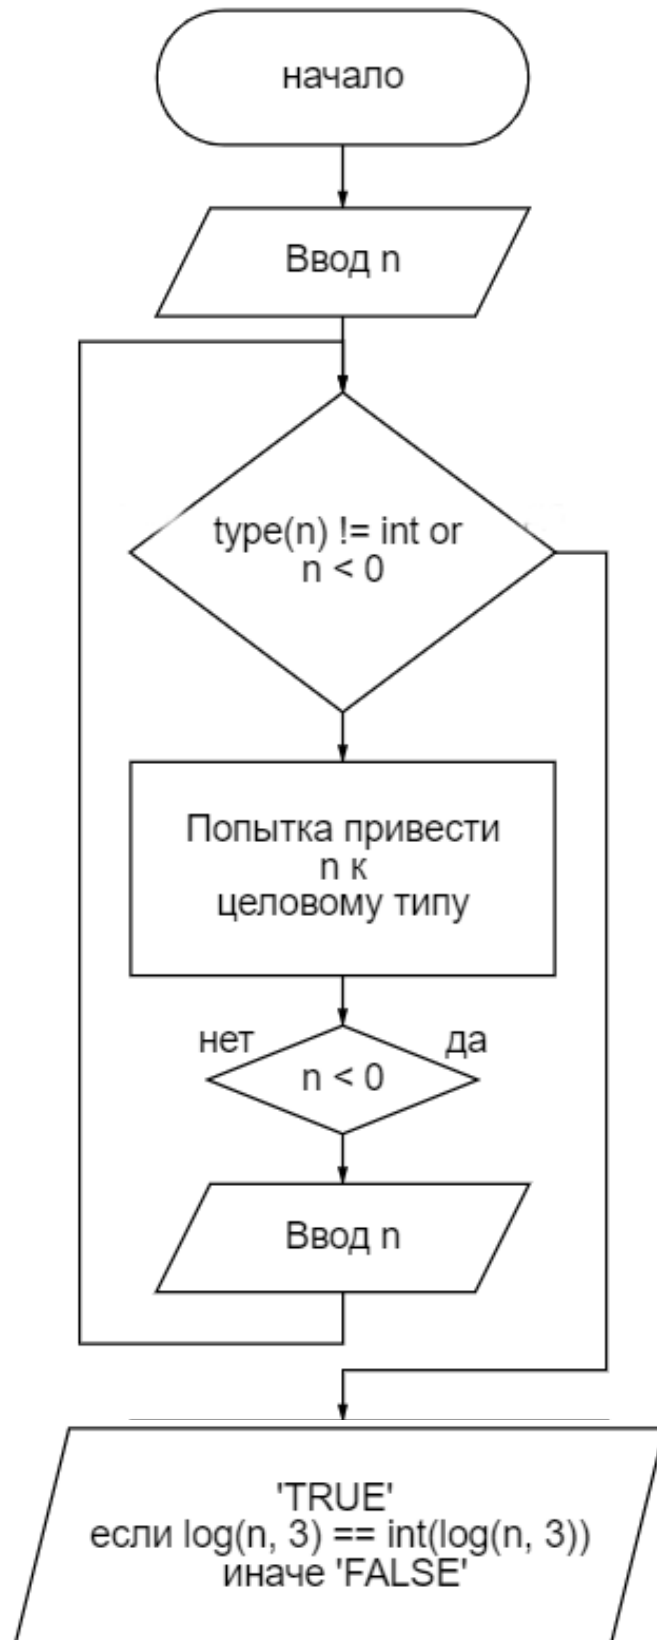 начало
Ввод n
type(n) != int or
n < 0
Попытка привести
n к
целовому типу
нет
да
n < 0
Ввод n
'TRUE'
если log(n, 3) == int(log(n, 3))
иначе 'FALSE'